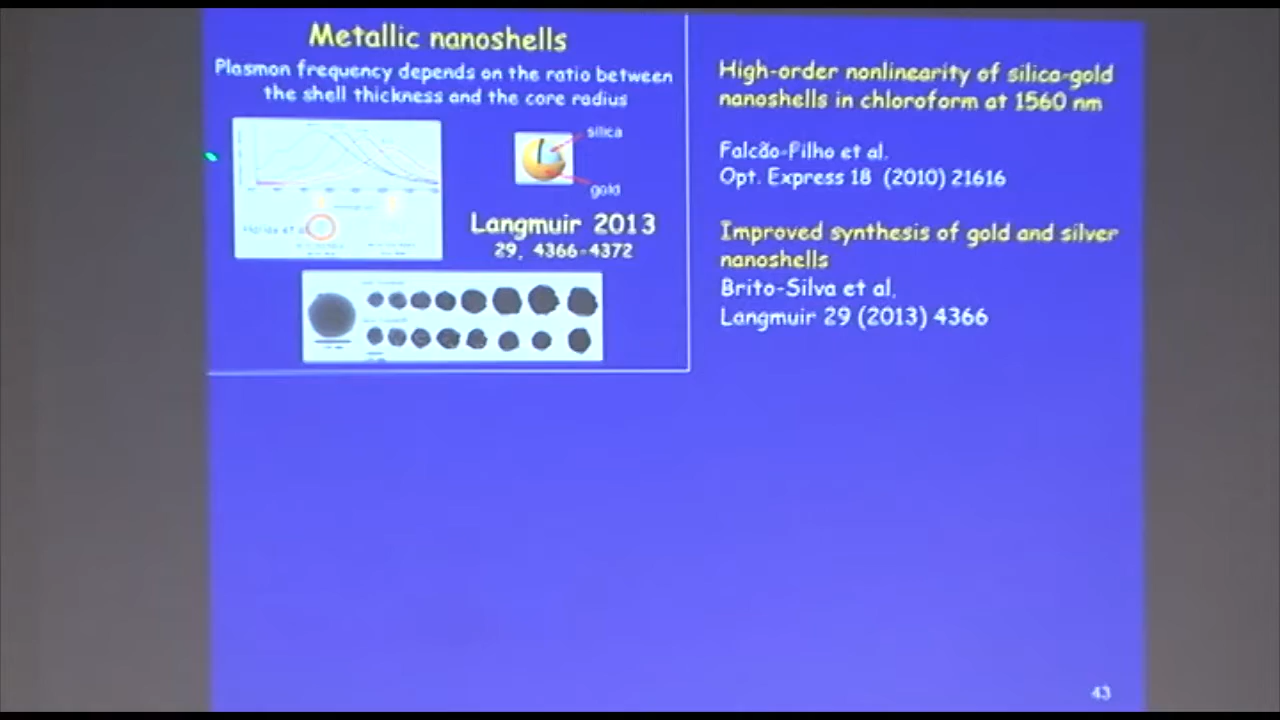 Metallic nanoshells
Plasmon frequency depends on the ratio between
the shell thickness and the core radius
silica
gold
Langmuir 2013
29, 4366-4372
High-order nonlinearity of silica-gold
nanoshells in chloroform at 1560 nm
Falcão-Filho et al.
Opt. Express 18 (2010) 21616
Improved synthesis of gold and silver
nanoshells
Brito-Silva et al,
Langmuir 29 (2013) 4366
43